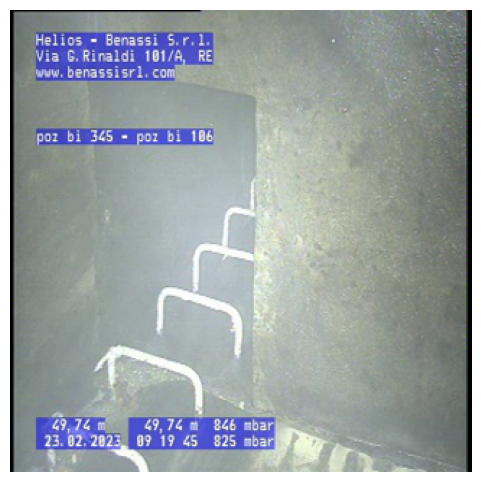 Helios - Benassi S.r.l.
Via G.Rinaldi 101/A, RE
www.benassisrl.com
poz bi 345 - poz bi 106
49,74 m 49,74 m 846 mbar
23.02.2023 09 19 45 825 mbar